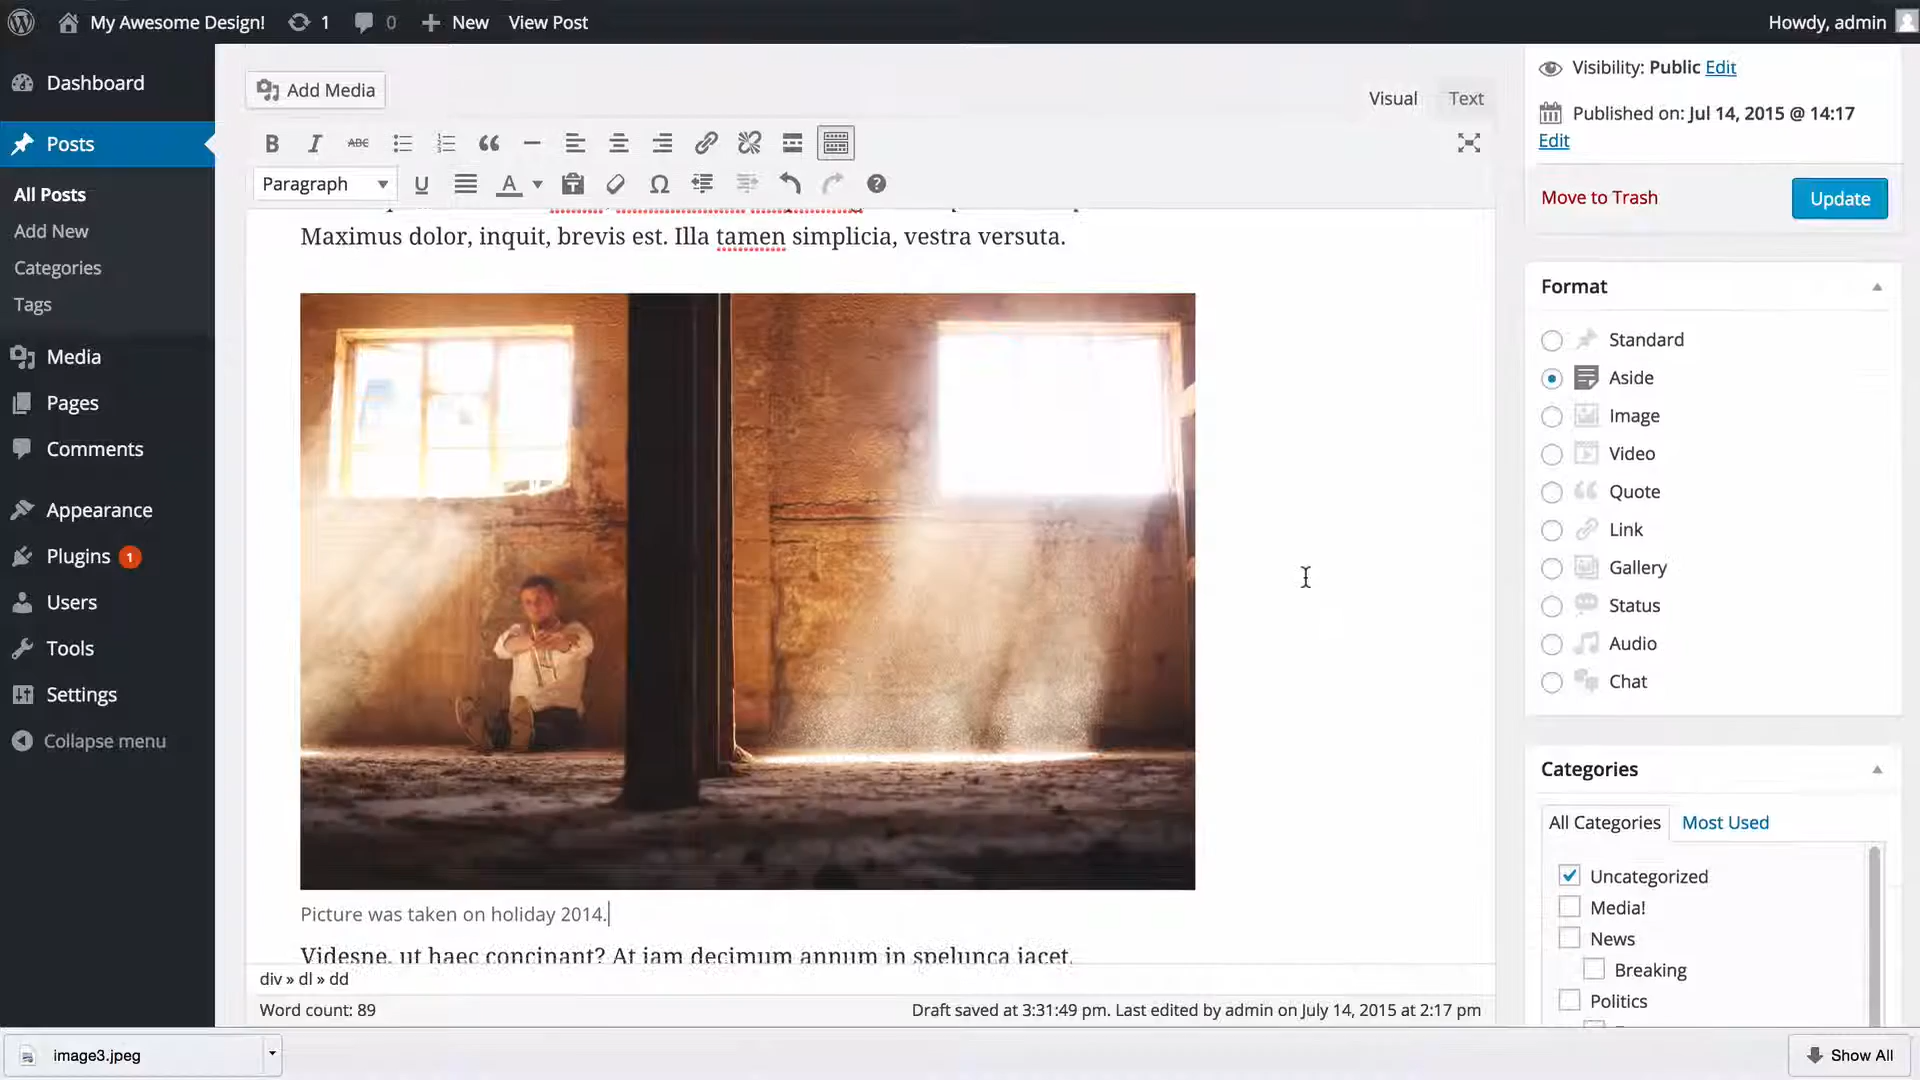 My Awesome Design!
1
0
New
View Post
Howdy, admin
Dashboard
Posts
All Posts
Add New
Categories
Tags
Media
Pages
Comments
Appearance
Plugins 1
Users
Tools
Settings
Collapse menu
Add Media
Visual
Text
B I ABC
Paragraph
U A Ω ?
Maximus dolor, inquit, brevis est. Illa tamen simplicia, vestra versuta.
Picture was taken on holiday 2014.
Videsne, ut haec concinant? At iam decimum annum in spelunca iacet.
div » dl » dd
Word count: 89
Draft saved at 3:31:49 pm. Last edited by admin on July 14, 2015 at 2:17 pm
Visibility: Public Edit
Published on: Jul 14, 2015 @ 14:17
Edit
Move to Trash
Update
Format
Standard
Aside
Image
Video
Quote
Link
Gallery
Status
Audio
Chat
Categories
All Categories
Most Used
Uncategorized
Media!
News
Breaking
Politics
image3.jpeg
Show All